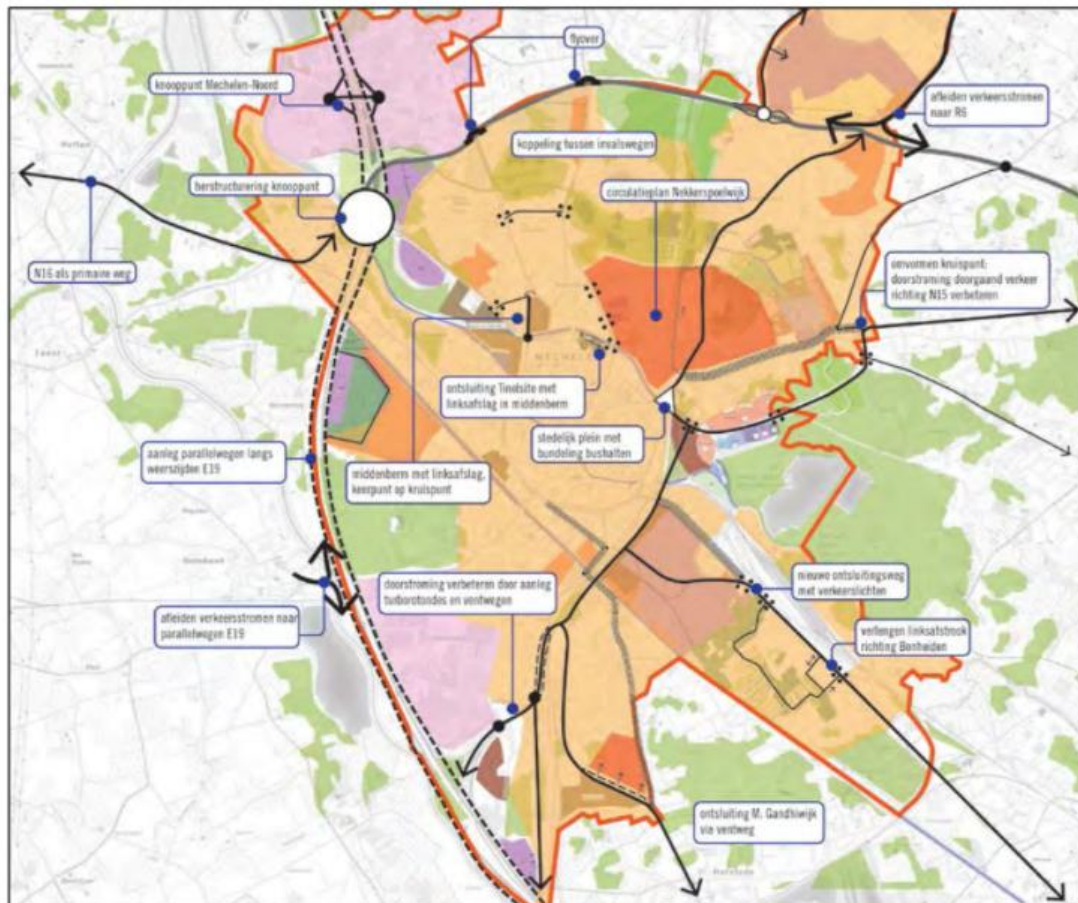 flyover
knooppunt Mechelen-Noord
afleiden verkeersstromen
naar R6
koppeling tussen invalswegen
herstructurering knooppunt
circulatieplan Nekkerspoelwijk
N16 als primaire weg
omvormen kruispunt:
doorstroming doorgaand verkeer
richting N15 verbeteren
ontsluiting Tinelsite met
linksafslag in middenberm
stedelijk plein met
bundeling bushalten
aanleg parallelwegen langs
weerszijden E19
middenberm met linksafslag,
keerpunt op kruispunt
doorstroming verbeteren door aanleg
turborotondes en ventwegen
nieuwe ontsluitingsweg
met verkeerslichten
afleiden verkeersstromen naar
parallelwegen E19
verlengen linksafstrook
richting Bonheiden
ontsluiting M. Gandhiwijk
via ventweg